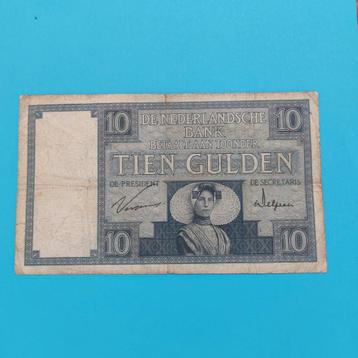 10 DE NEDERLANDSCHE 10
BANK
BETAALT AAN TOONDER
TIEN GULDEN
DE PRESIDENT DE SECRETARIS
10 10